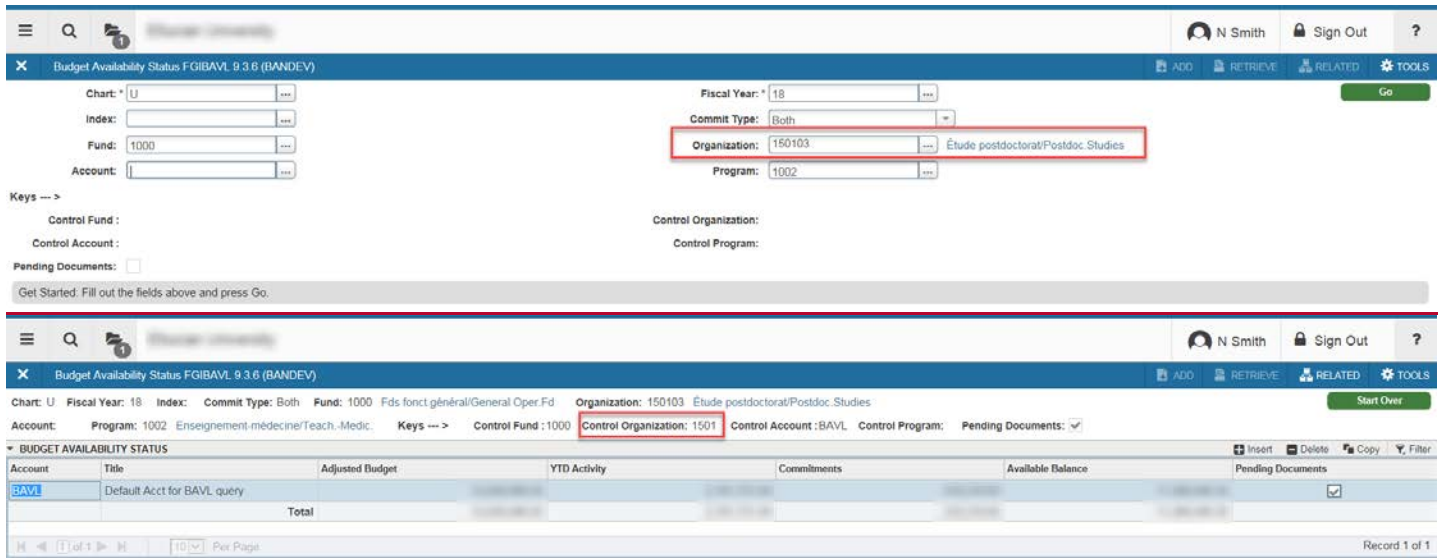 1 N Smith Sign Out ?
Budget Availability Status FGIBAVL 9.3.6 (BANDEV) ADD RETRIEVE RELATED TOOLS
Chart: * U ... Fiscal Year: * 18 ... Go
Index: ... Commit Type: Both
Fund: 1000 ... Organization: 150103 ... Étude postdoctorat/Postdoc.Studies
Account: ... Program: 1002 ...
Keys --- >
Control Fund : Control Organization:
Control Account : Control Program:
Pending Documents:
Get Started: Fill out the fields above and press Go.
1 N Smith Sign Out ?
Budget Availability Status FGIBAVL 9.3.6 (BANDEV) ADD RETRIEVE RELATED TOOLS
Chart: U Fiscal Year: 18 Index: Commit Type: Both Fund: 1000 Fds fonct.général/General Oper.Fd Organization: 150103 Étude postdoctorat/Postdoc.Studies Start Over
Account: Program: 1002 Enseignement-médecine/Teach.-Medic. Keys --- > Control Fund :1000 Control Organization: 1501 Control Account :BAVL Control Program: Pending Documents:
BUDGET AVAILABILITY STATUS Insert Delete Copy Filter
Account Title Adjusted Budget YTD Activity Commitments Available Balance Pending Documents
BAVL Default Acct for BAVL query
Total
1 of 1 10 Per Page Record 1 of 1